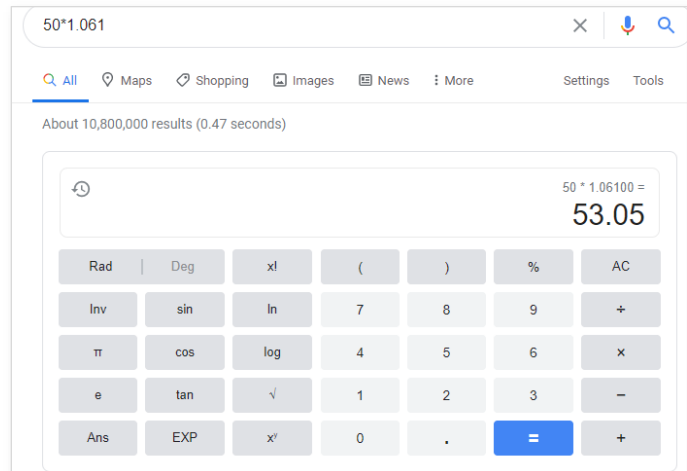 50*1.061
All Maps Shopping Images News More Settings Tools
About 10,800,000 results (0.47 seconds)
50 * 1.06100 =
53.05
Rad | Deg x! ( ) % AC
Inv sin ln 7 8 9 ÷
π cos log 4 5 6 ×
e tan √ 1 2 3 −
Ans EXP xʸ 0 . = +